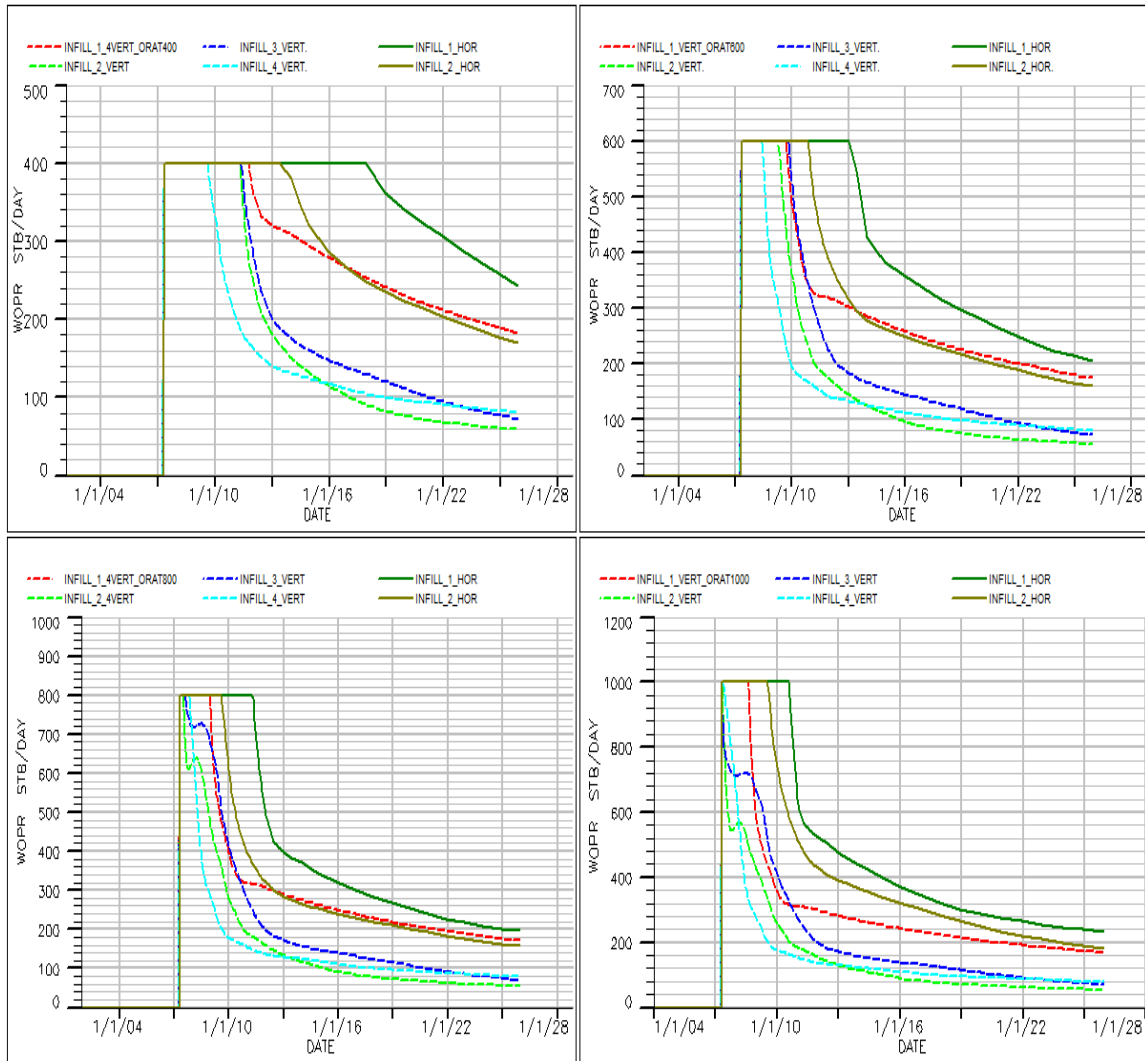 INFILL_1_4VERT_ORAT400 INFILL_3_VERT. INFILL_1_HOR
INFILL_2_VERT INFILL_4_VERT. INFILL_2_HOR
500
400
300
200
100
0
WOPR STB/DAY
1/1/04 1/1/10 1/1/16 1/1/22 1/1/28
DATE
INFILL_1_VERT_ORAT600 INFILL_3_VERT. INFILL_1_HOR
INFILL_2_VERT. INFILL_4_VERT. INFILL_2_HOR.
700
600
500
400
300
200
100
0
WOPR STB/DAY
1/1/04 1/1/10 1/1/16 1/1/22 1/1/28
DATE
INFILL_1_4VERT_ORAT800 INFILL_3_VERT INFILL_1_HOR
INFILL_2_4VERT INFILL_4_VERT INFILL_2_HOR
1000
900
800
700
600
500
400
300
200
100
0
WOPR STB/DAY
1/1/04 1/1/10 1/1/16 1/1/22 1/1/28
DATE
INFILL_1_VERT_ORAT1000 INFILL_3_VERT INFILL_1_HOR
INFILL_2_VERT INFILL_4_VERT INFILL_2_HOR
1200
1000
800
600
400
200
0
WOPR STB/DAY
1/1/04 1/1/10 1/1/16 1/1/22 1/1/28
DATE